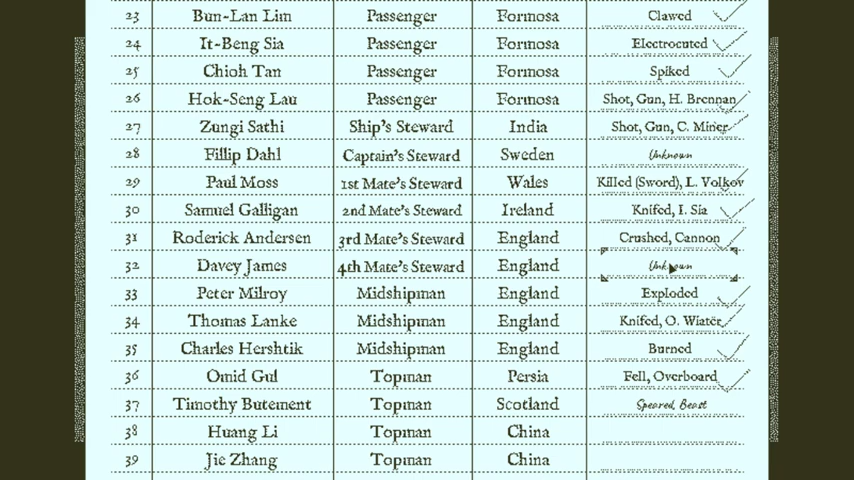 23 Bun-Lan Lim Passenger Formosa Clawed
24 It-Beng Sia Passenger Formosa Electrocuted
25 Chioh Tan Passenger Formosa Spiked
26 Hok-Seng Lau Passenger Formosa Shot, Gun, H. Brennan
27 Zungi Sathi Ship's Steward India Shot, Gun, C. Miner
28 Fillip Dahl Captain's Steward Sweden Unknown
29 Paul Moss 1st Mate's Steward Wales Killed (Sword), L. Volkov
30 Samuel Galligan 2nd Mate's Steward Ireland Knifed, I. Sia
31 Roderick Andersen 3rd Mate's Steward England Crushed, Cannon
32 Davey James 4th Mate's Steward England Unknown
33 Peter Milroy Midshipman England Exploded
34 Thomas Lanke Midshipman England Knifed, O. Wiater
35 Charles Hershtik Midshipman England Burned
36 Omid Gul Topman Persia Fell, Overboard
37 Timothy Butement Topman Scotland Speared, Beast
38 Huang Li Topman China
39 Jie Zhang Topman China